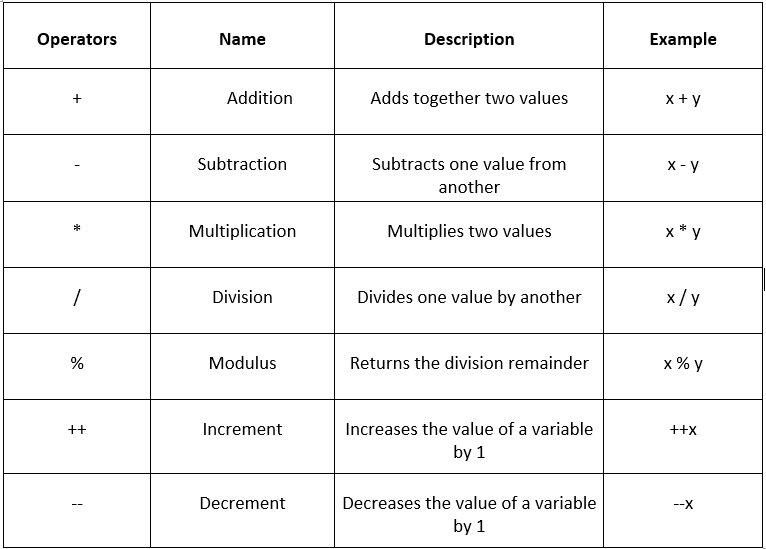 Operators Name Description Example
+ Addition Adds together two values x + y
- Subtraction Subtracts one value from another x - y
* Multiplication Multiplies two values x * y
/ Division Divides one value by another x / y
% Modulus Returns the division remainder x % y
++ Increment Increases the value of a variable by 1 ++x
-- Decrement Decreases the value of a variable by 1 --x